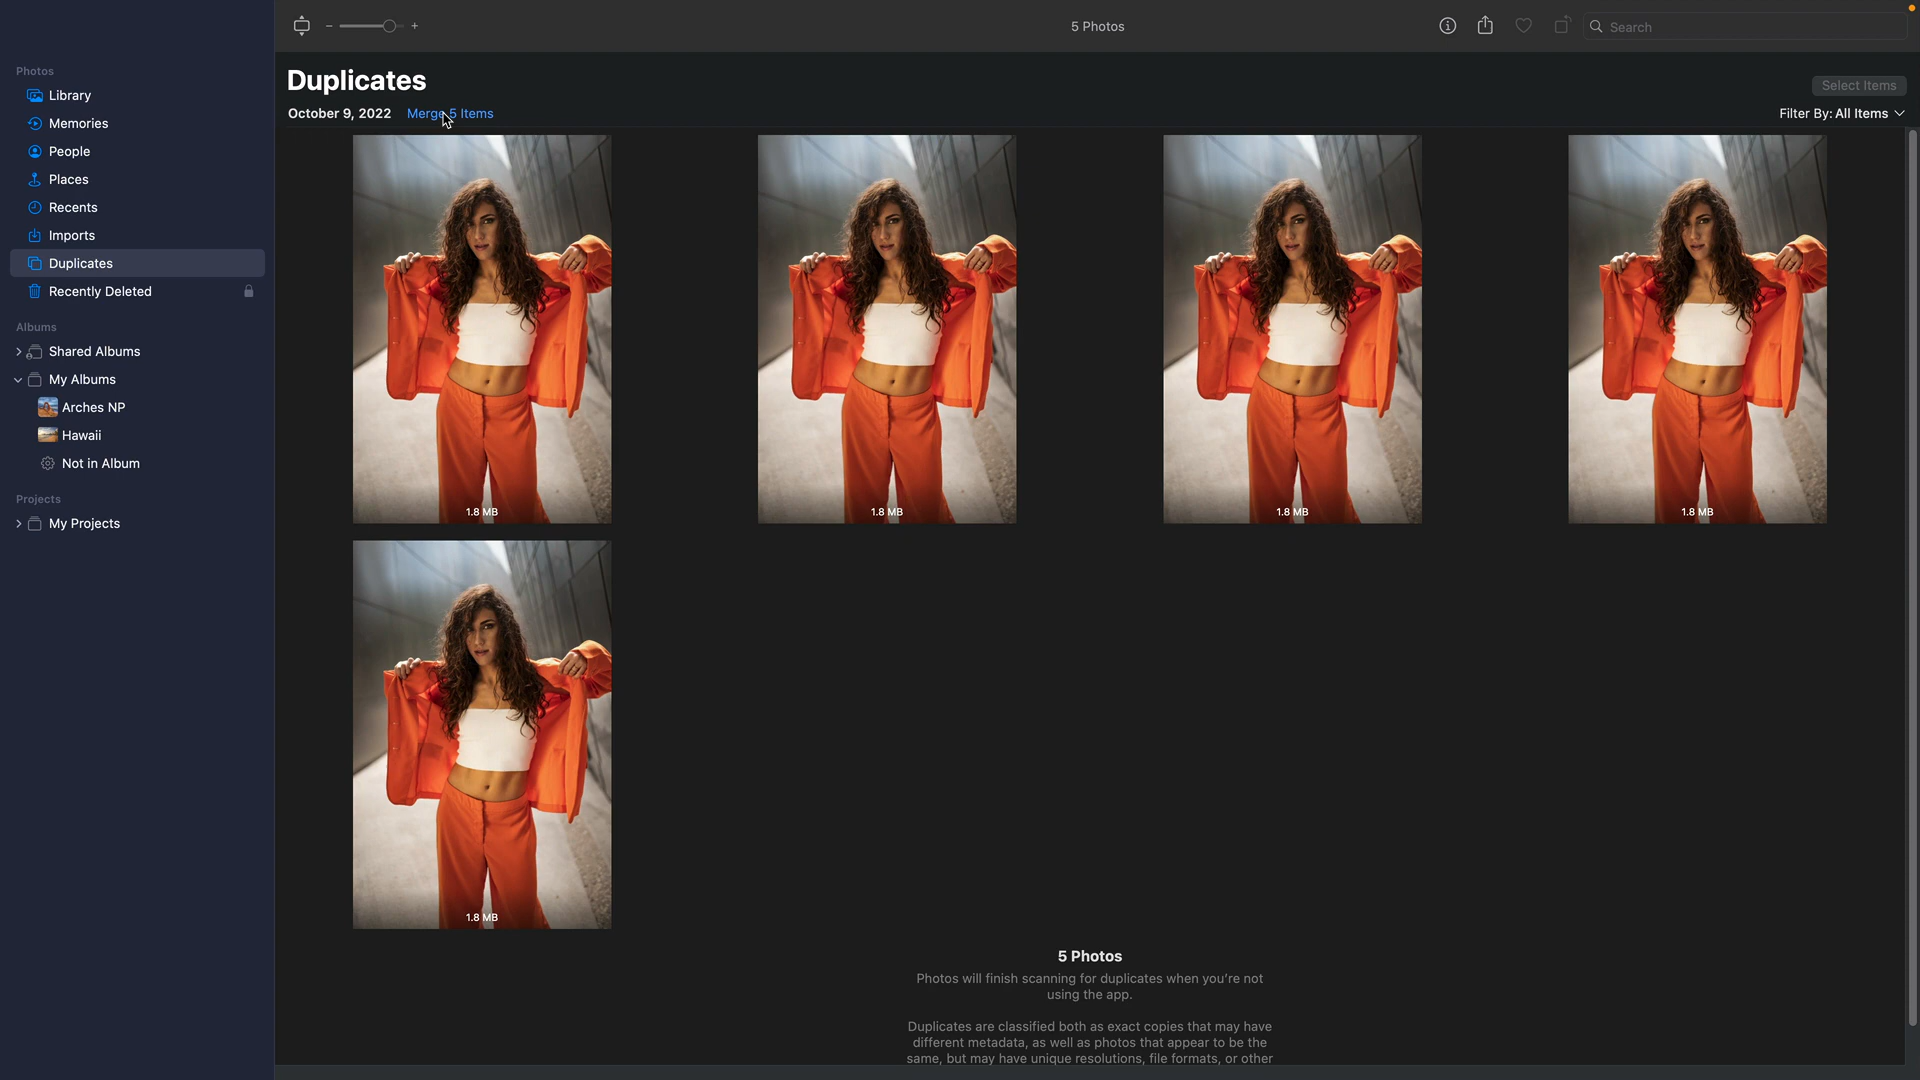 5 Photos
Search
Photos
Library
Memories
People
Places
Recents
Imports
Duplicates
Recently Deleted
Albums
Shared Albums
My Albums
Arches NP
Hawaii
Not in Album
Projects
My Projects
Duplicates
Select Items
October 9, 2022 Merge 5 Items
Filter By: All Items
1.8 MB
1.8 MB
1.8 MB
1.8 MB
1.8 MB
5 Photos
Photos will finish scanning for duplicates when you're not
using the app.
Duplicates are classified both as exact copies that may have
different metadata, as well as photos that appear to be the
same, but may have unique resolutions, file formats, or other